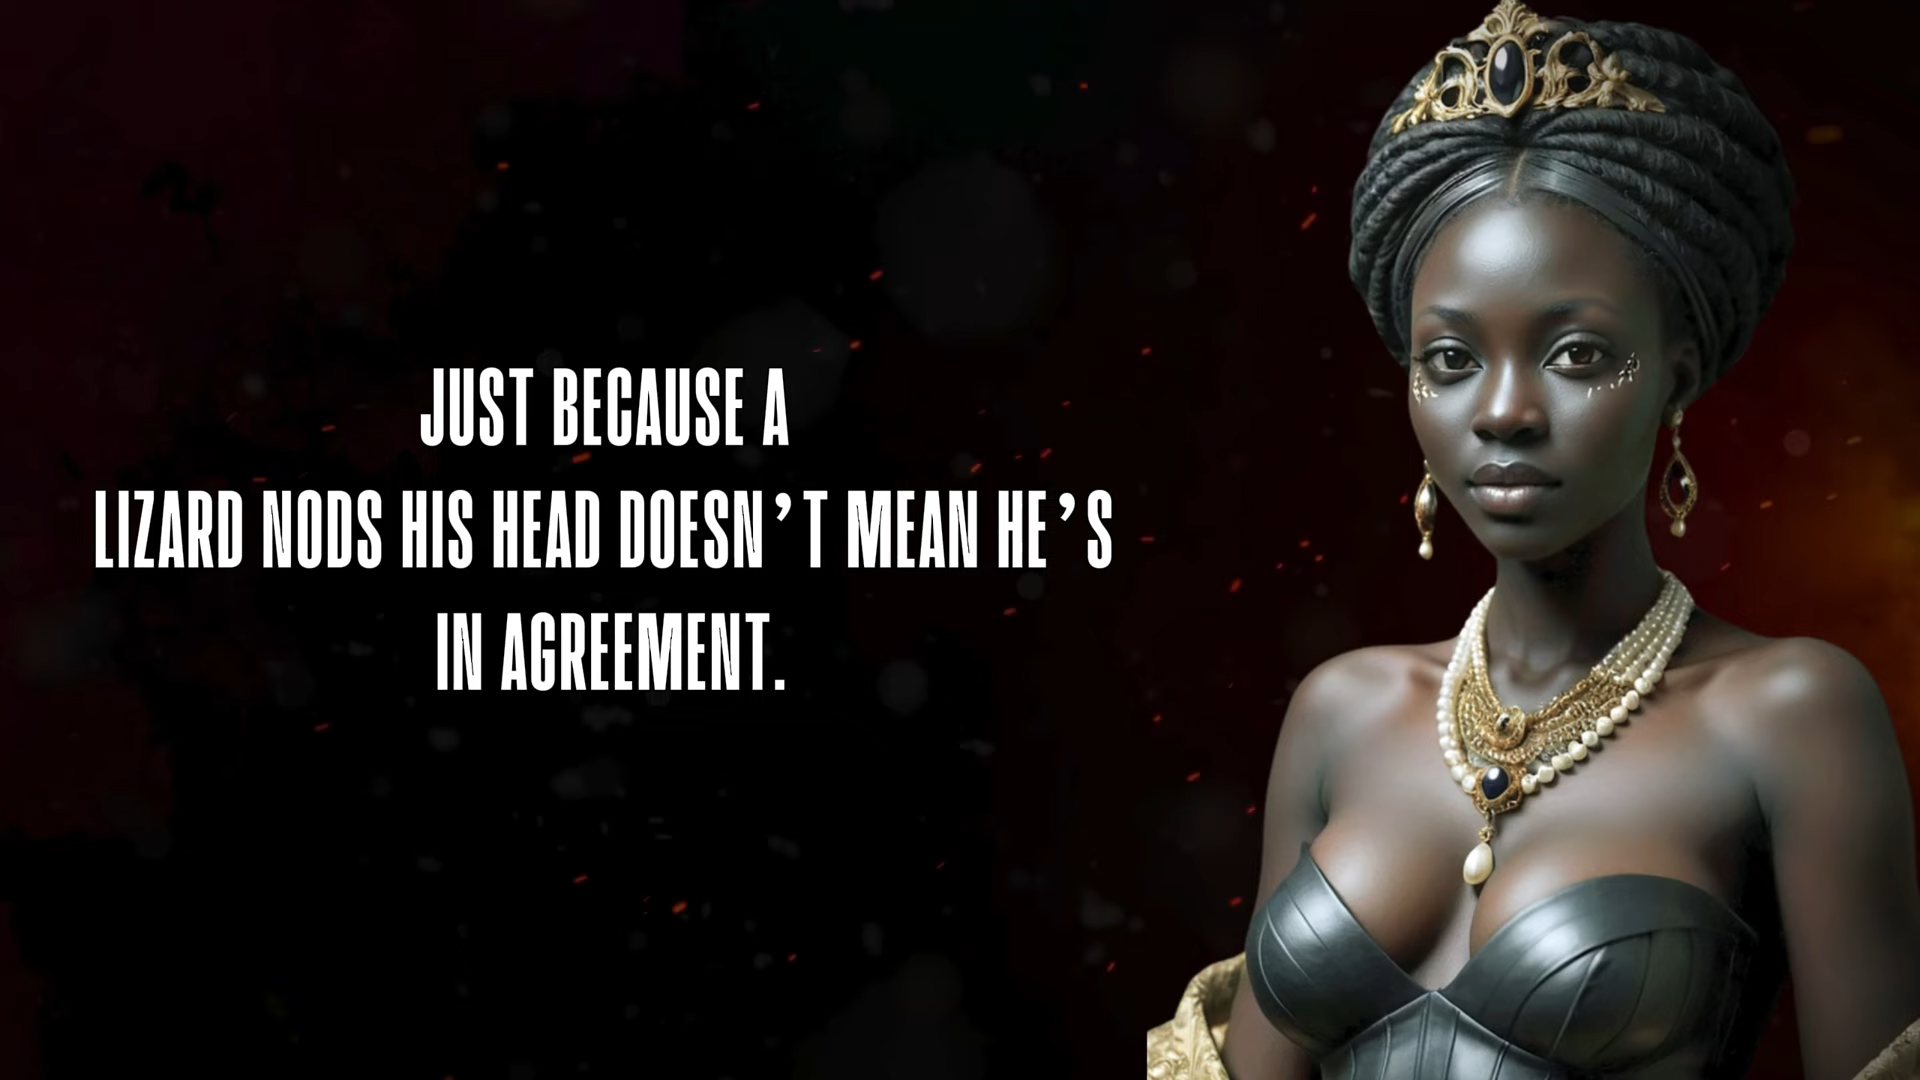 JUST BECAUSE A
LIZARD NODS HIS HEAD DOESN’T MEAN HE’S
IN AGREEMENT.